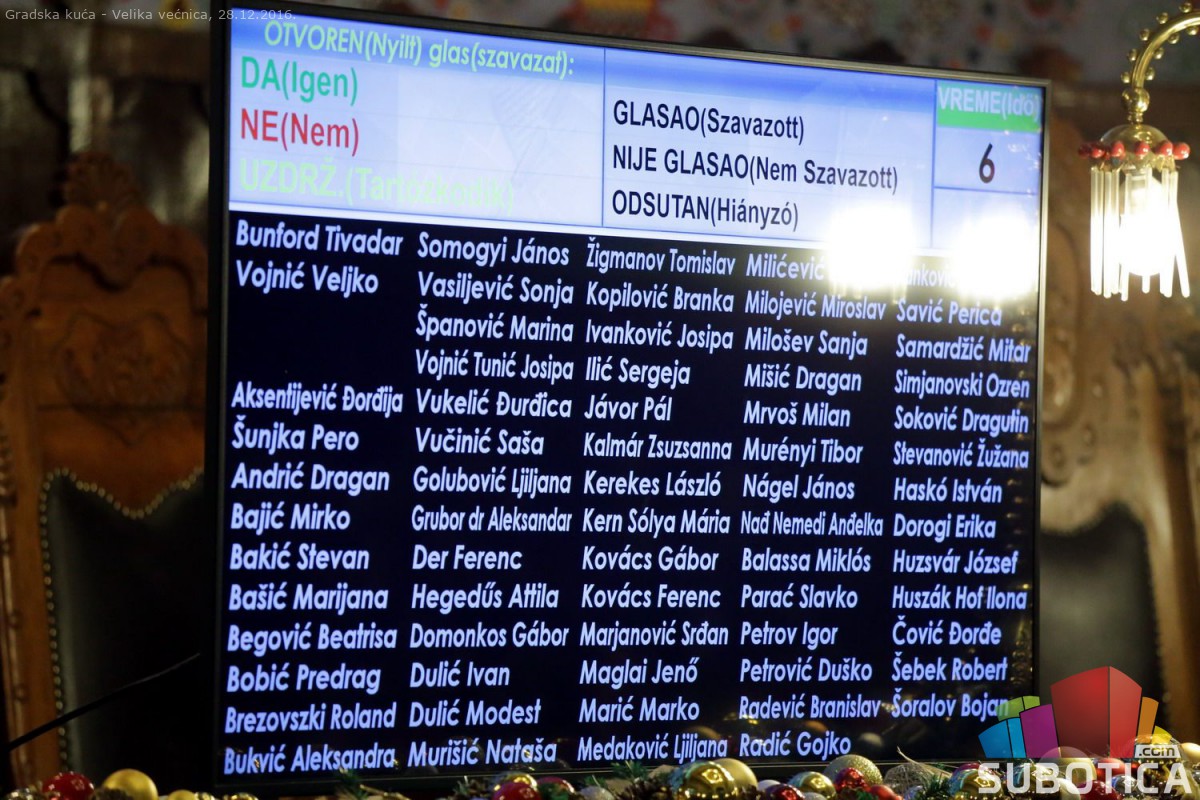 Gradska kuća - Velika većnica, 28.12.2016.
OTVOREN(Nyilt) glas(szavazat):
DA(Igen)
NE(Nem)
UZDRŽ.(Tartózkodik)
GLASAO(Szavazott)
NIJE GLASAO(Nem Szavazott)
ODSUTAN(Hiányzó)
VREME(Idö)
6
Bunford Tivadar
Vojnić Veljko
Aksentijević Đorđija
Šunjka Pero
Andrić Dragan
Bajić Mirko
Bakić Stevan
Bašić Marijana
Begović Beatrisa
Bobić Predrag
Brezovszki Roland
Bukvić Aleksandra
Somogyi János
Vasiljević Sonja
Španović Marina
Vojnić Tunić Josipa
Vukelić Đurđica
Vučinić Saša
Golubović Ljiljana
Grubor dr Aleksandar
Der Ferenc
Hegedűs Attila
Domonkos Gábor
Dulić Ivan
Dulić Modest
Murišić Nataša
Žigmanov Tomislav
Kopilović Branka
Ivanković Josipa
Ilić Sergeja
Jávor Pál
Kalmár Zsuzsanna
Kerekes László
Kern Sólya Mária
Kovács Gábor
Kovács Ferenc
Marjanović Srđan
Maglai Jenő
Marić Marko
Medaković Ljiljana
Milićević
Milojević Miroslav
Milošev Sanja
Mišić Dragan
Mrvoš Milan
Murényi Tibor
Nágel János
Nađ Nemedi Anđelka
Balassa Miklós
Parać Slavko
Petrov Igor
Petrović Duško
Radević Branislav
Radić Gojko
Savić Perica
Samardžić Mitar
Simjanovski Ozren
Soković Dragutin
Stevanović Žužana
Haskó István
Dorogi Erika
Huzsvár József
Huszák Hof Ilona
Čović Đorđe
Šebek Robert
Šoralov Bojan
.com
SUBOTICA